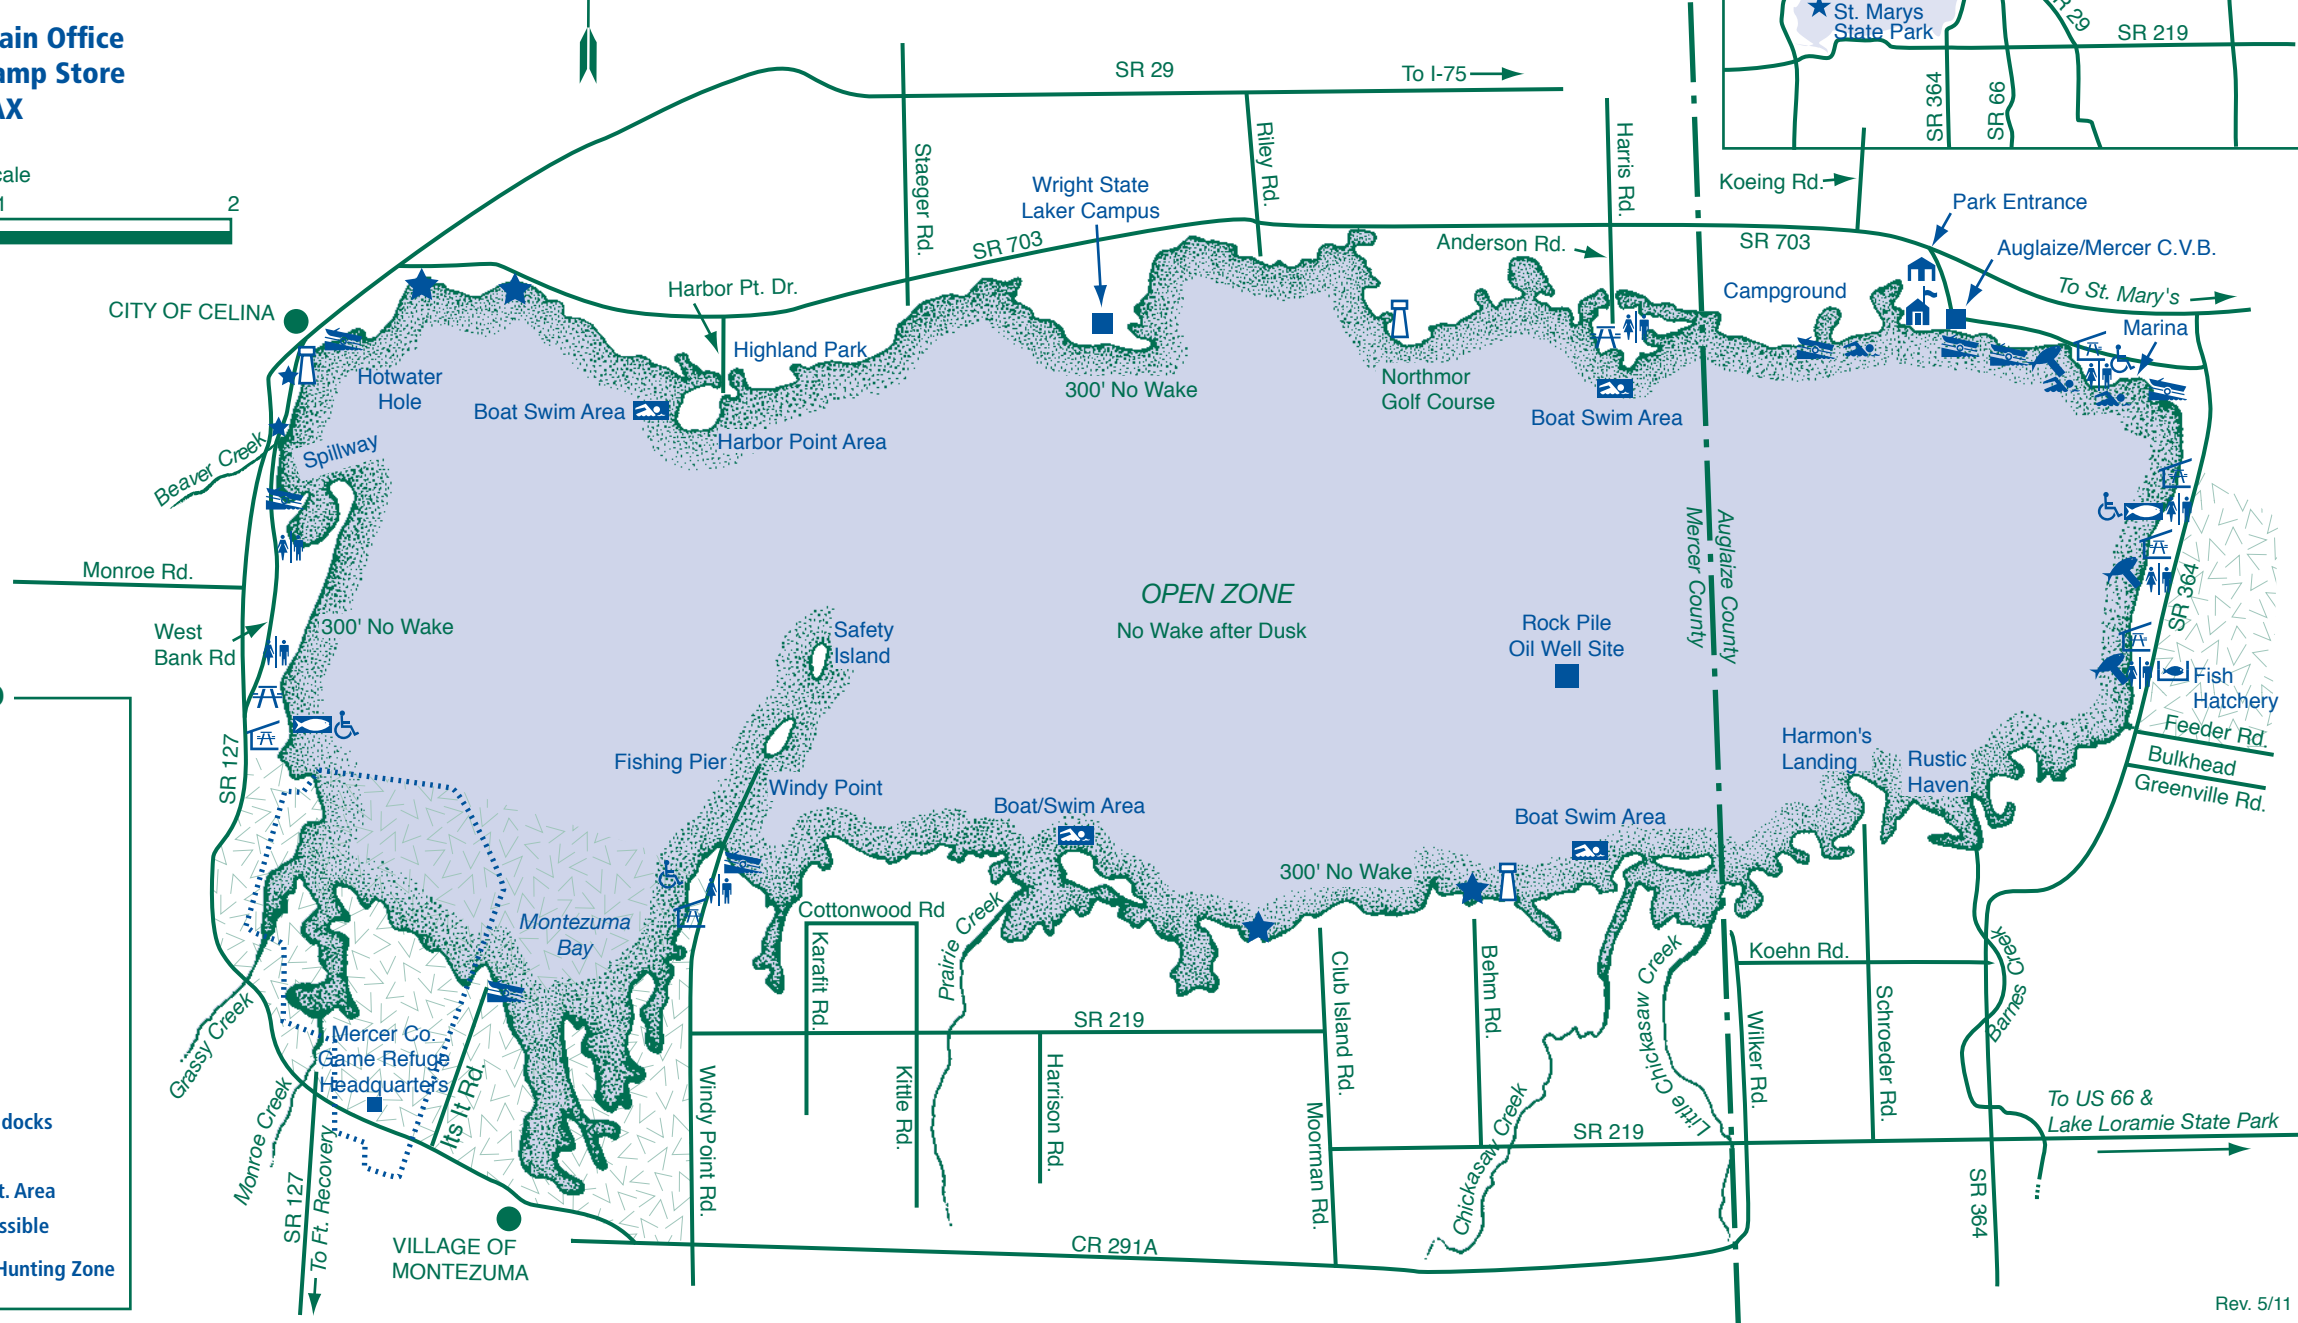 ain Office
amp Store
AX
cale
1
2
St. Marys
State Park
R 29
SR 219
SR 364
SR 66
SR 29
To I-75
Staeger Rd.
Riley Rd.
Harris Rd.
Koeing Rd.
Wright State
Laker Campus
SR 703
Anderson Rd.
SR 703
Park Entrance
Auglaize/Mercer C.V.B.
To St. Mary's
Marina
Campground
Harbor Pt. Dr.
CITY OF CELINA
Highland Park
Hotwater
Hole
Boat Swim Area
Harbor Point Area
300' No Wake
Northmor
Golf Course
Boat Swim Area
Beaver Creek
Spillway
Monroe Rd.
West
Bank Rd
300' No Wake
OPEN ZONE
No Wake after Dusk
Mercer County
Auglaize County
Safety
Island
Rock Pile
Oil Well Site
SR 364
Fish
Hatchery
Feeder Rd.
Bulkhead
Greenville Rd.
SR 127
Fishing Pier
Windy Point
Boat/Swim Area
Boat Swim Area
Harmon's
Landing
Rustic
Haven
300' No Wake
Montezuma
Bay
Cottonwood Rd
Karafit Rd.
Prairie Creek
Club Island Rd.
Behm Rd.
Little Chickasaw Creek
Koehn Rd.
Barnes Creek
Grassy Creek
Mercer Co.
Game Refuge
Headquarters
Its It Rd.
Monroe Creek
SR 219
Kittle Rd.
Harrison Rd.
Windy Point Rd.
Moorman Rd.
Chickasaw Creek
Wilker Rd.
Schroeder Rd.
SR 219
To US 66 &
Lake Loramie State Park
SR 364
SR 127
To Ft. Recovery
VILLAGE OF
MONTEZUMA
CR 291A
docks
t. Area
ssible
Hunting Zone
Rev. 5/11